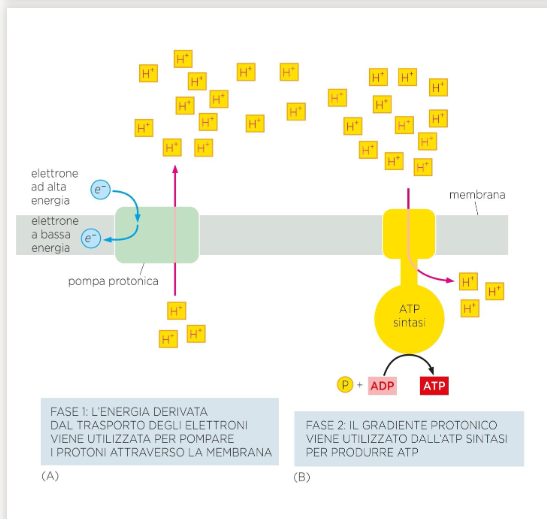 H⁺
H⁺ H⁺ H⁺ H⁺ H⁺
H⁺ H⁺
H⁺ H⁺ H⁺ H⁺
H⁺ H⁺ H⁺ H⁺
H⁺ H⁺ H⁺ H⁺ H⁺
H⁺ H⁺ H⁺
H⁺ H⁺
elettrone
ad alta
energia
e⁻
elettrone
a bassa
energia
e⁻
membrana
pompa protonica
H⁺
H⁺ H⁺
H⁺
H⁺
H⁺
ATP
sintasi
P + ADP ATP
FASE 1: L'ENERGIA DERIVATA
DAL TRASPORTO DEGLI ELETTRONI
VIENE UTILIZZATA PER POMPARE
I PROTONI ATTRAVERSO LA MEMBRANA
(A)
FASE 2: IL GRADIENTE PROTONICO
VIENE UTILIZZATO DALL'ATP SINTASI
PER PRODURRE ATP
(B)